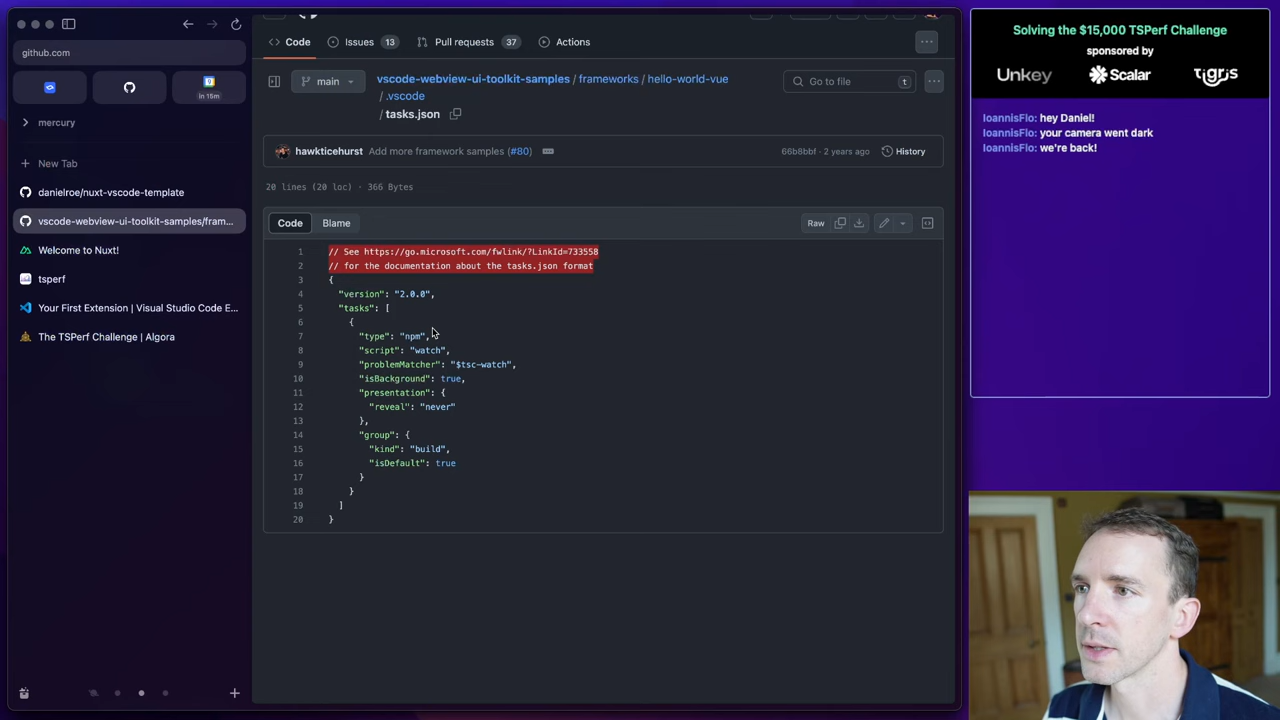 github.com
in 15m
mercury
New Tab
danielroe/nuxt-vscode-template
vscode-webview-ui-toolkit-samples/fram...
Welcome to Nuxt!
tsperf
Your First Extension | Visual Studio Code E...
The TSPerf Challenge | Algora
Code
Issues 13
Pull requests 37
Actions
main
vscode-webview-ui-toolkit-samples / frameworks / hello-world-vue
/ .vscode
/ tasks.json
Go to file
t
hawkticehurst Add more framework samples (#80)
66b8bbf · 2 years ago
History
20 lines (20 loc) · 366 Bytes
Code
Blame
Raw
1 // See https://go.microsoft.com/fwlink/?LinkId=733558
2 // for the documentation about the tasks.json format
3 {
4 "version": "2.0.0",
5 "tasks": [
6 {
7 "type": "npm",
8 "script": "watch",
9 "problemMatcher": "$tsc-watch",
10 "isBackground": true,
11 "presentation": {
12 "reveal": "never"
13 },
14 "group": {
15 "kind": "build",
16 "isDefault": true
17 }
18 }
19 ]
20 }
Solving the $15,000 TSPerf Challenge
sponsored by
Unkey
Scalar
tigris
IoannisFlo: hey Daniel!
IoannisFlo: your camera went dark
IoannisFlo: we're back!